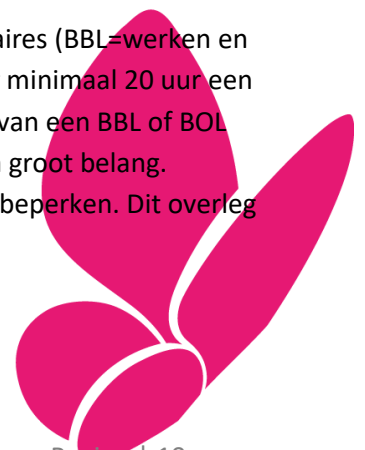 aires (BBL=werken en
minimaal 20 uur een
van een BBL of BOL
groot belang.
beperken. Dit overleg